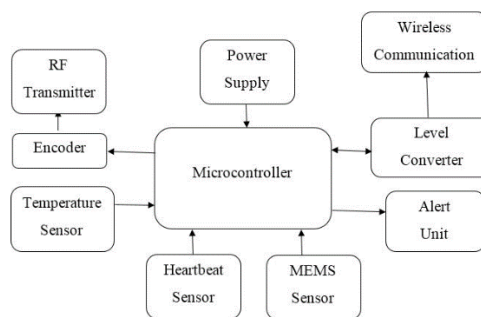 Wireless
Communication
Power
Supply
RF
Transmitter
Encoder
Microcontroller
Level
Converter
Temperature
Sensor
Alert
Unit
Heartbeat
Sensor
MEMS
Sensor